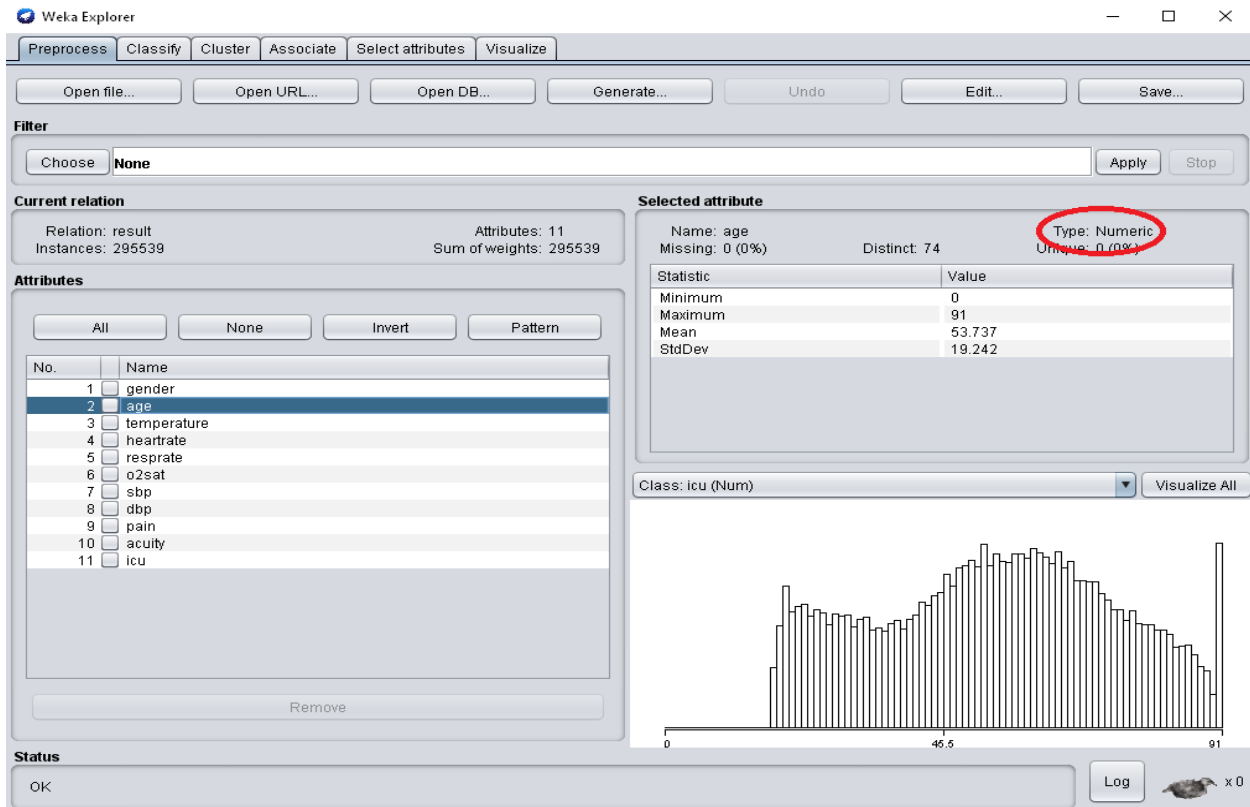 Weka Explorer
Preprocess Classify Cluster Associate Select attributes Visualize
Open file... Open URL... Open DB... Generate... Undo Edit... Save...
Filter
Choose None Apply Stop
Current relation
Relation: result Attributes: 11
Instances: 295539 Sum of weights: 295539
Attributes
All None Invert Pattern
No. Name
1 gender
2 age
3 temperature
4 heartrate
5 resprate
6 o2sat
7 sbp
8 dbp
9 pain
10 acuity
11 icu
Remove
Selected attribute
Name: age Type: Numeric
Missing: 0 (0%) Distinct: 74 Unique: 0 (0%)
Statistic Value
Minimum 0
Maximum 91
Mean 53.737
StdDev 19.242
Class: icu (Num) Visualize All
0 45.5 91
Status
OK Log x 0